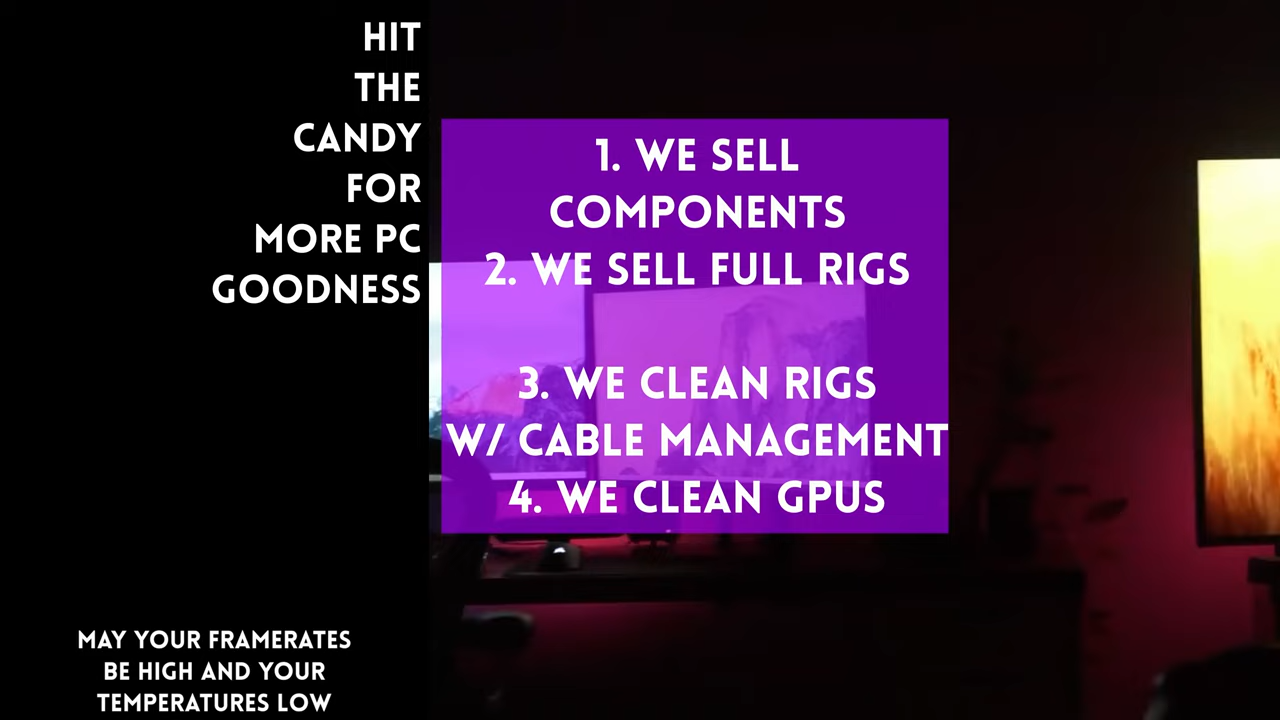 HIT
THE
CANDY
FOR
MORE PC
GOODNESS
1. WE SELL
COMPONENTS
2. WE SELL FULL RIGS
3. WE CLEAN RIGS
W/ CABLE MANAGEMENT
4. WE CLEAN GPUS
MAY YOUR FRAMERATES
BE HIGH AND YOUR
TEMPERATURES LOW